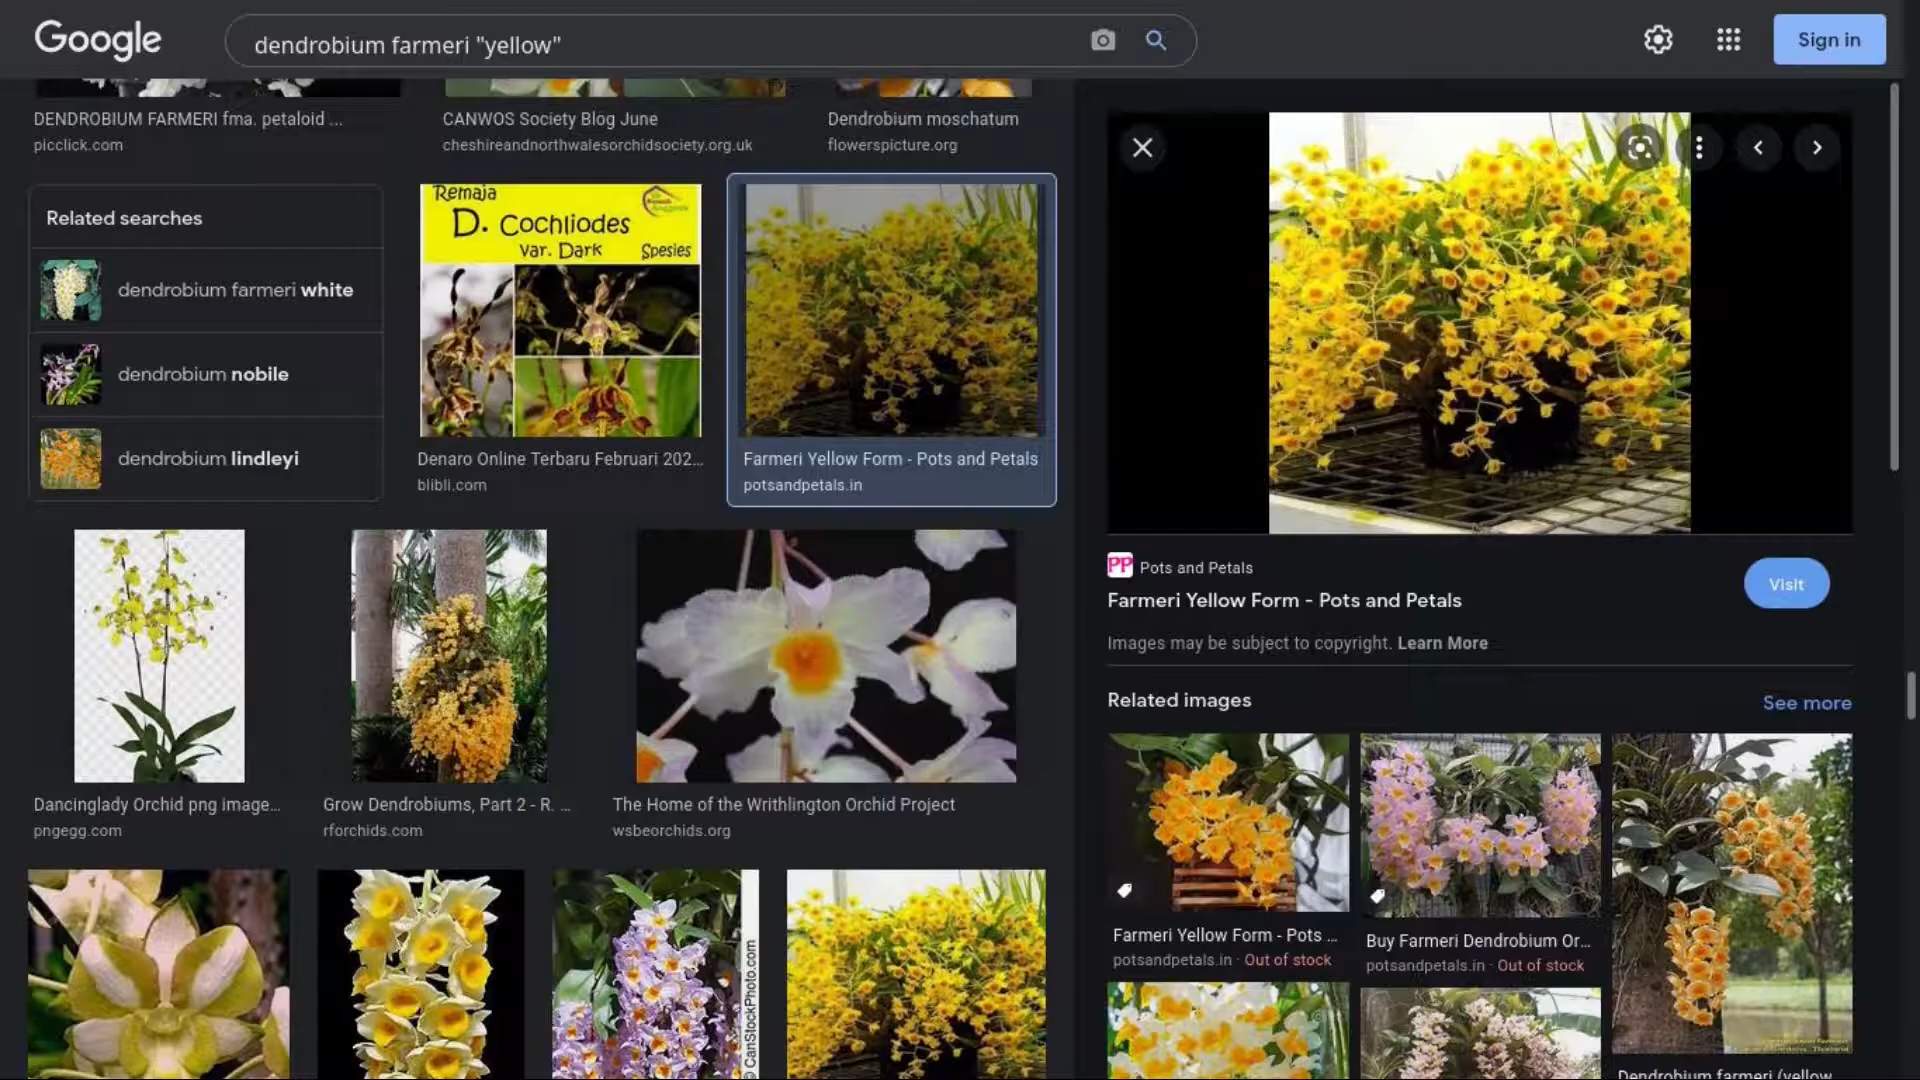 Google
dendrobium farmeri "yellow"
Sign in
DENDROBIUM FARMERI fma. petaloid ...
picclick.com
CANWOS Society Blog June
cheshireandnorthwalesorchidsociety.org.uk
Dendrobium moschatum
flowerspicture.org
Related searches
dendrobium farmeri white
dendrobium nobile
dendrobium lindleyi
Remaja
D. Cochliodes
Var. Dark Spesies
Denaro Online Terbaru Februari 202...
blibli.com
Farmeri Yellow Form - Pots and Petals
potsandpetals.in
Dancinglady Orchid png image...
pngegg.com
Grow Dendrobiums, Part 2 - R. ...
rforchids.com
The Home of the Writhlington Orchid Project
wsbeorchids.org
© CanStockPhoto.com
PP Pots and Petals
Farmeri Yellow Form - Pots and Petals
Visit
Images may be subject to copyright. Learn More
Related images
See more
Farmeri Yellow Form - Pots ...
potsandpetals.in · Out of stock
Buy Farmeri Dendrobium Or...
potsandpetals.in · Out of stock
Dendrobium farmeri (yellow